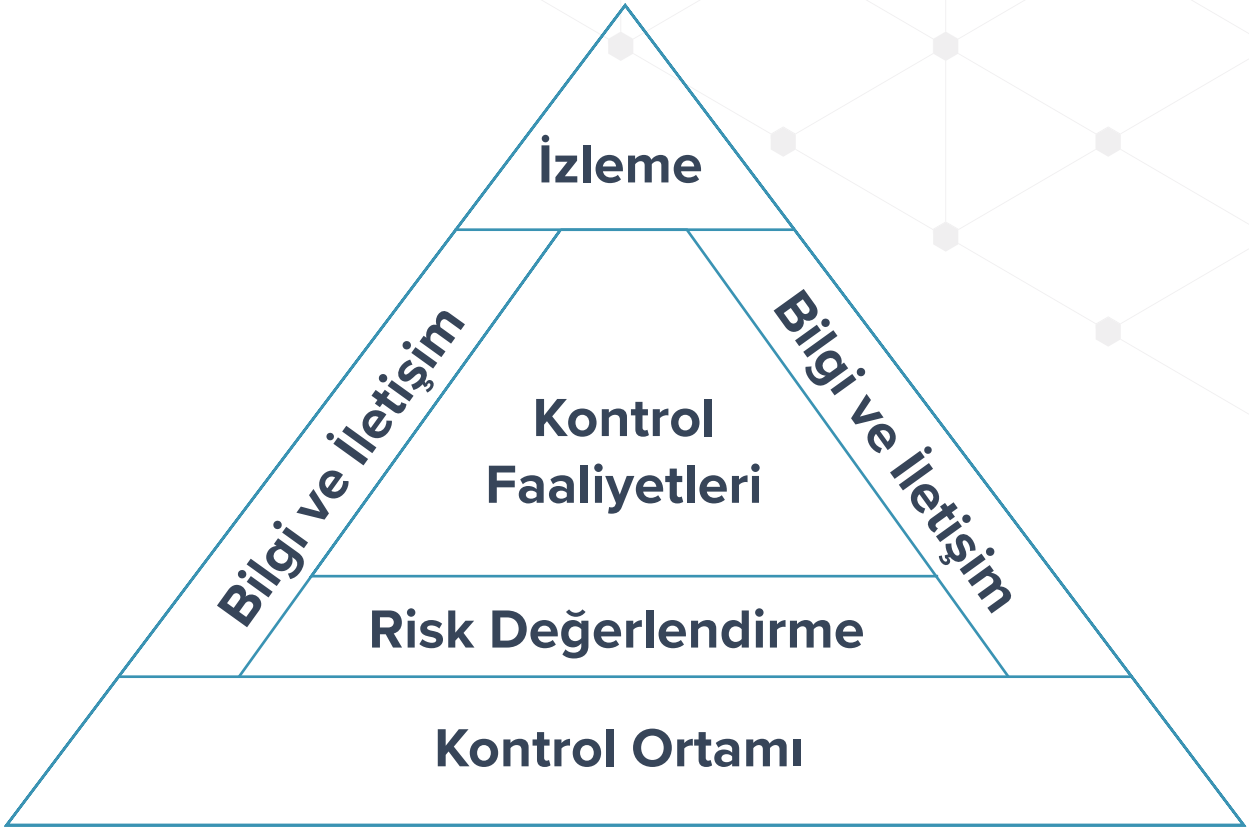 İzleme
Bilgi ve İletişim
Bilgi ve İletişim
Kontrol
Faaliyetleri
Risk Değerlendirme
Kontrol Ortamı